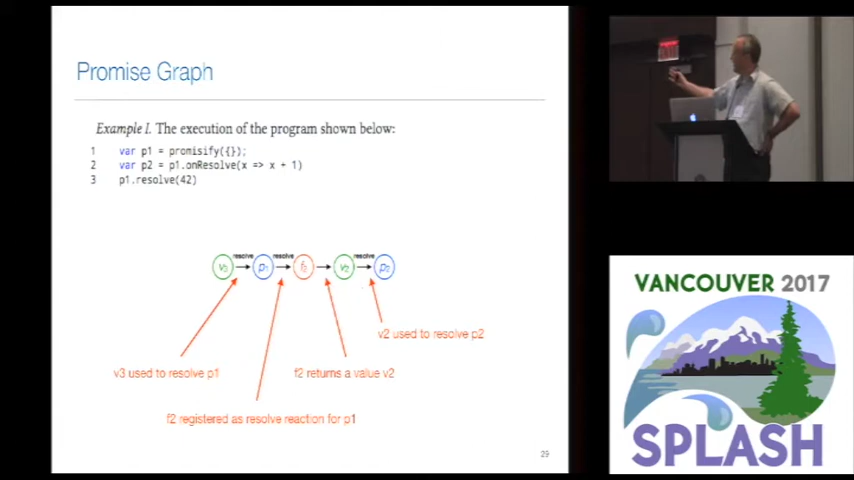 Promise Graph
Example I. The execution of the program shown below:
1 var p1 = promisify({});
2 var p2 = p1.onResolve(x => x + 1)
3 p1.resolve(42)
resolve resolve resolve
v3 p1 f2 v2 p2
v2 used to resolve p2
v3 used to resolve p1
f2 returns a value v2
f2 registered as resolve reaction for p1
29
VANCOUVER 2017
SPLASH